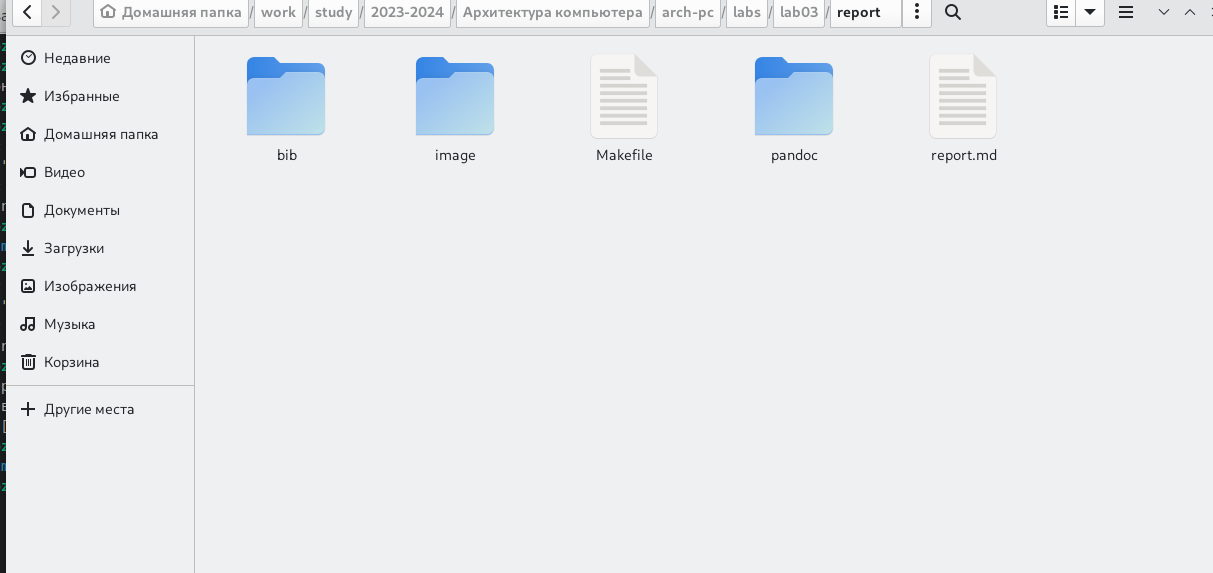 Домашняя папка / work / study / 2023-2024 / Архитектура компьютера / arch-pc / labs / lab03 / report
Недавние
Избранные
Домашняя папка
Видео
Документы
Загрузки
Изображения
Музыка
Корзина
Другие места
bib image Makefile pandoc report.md